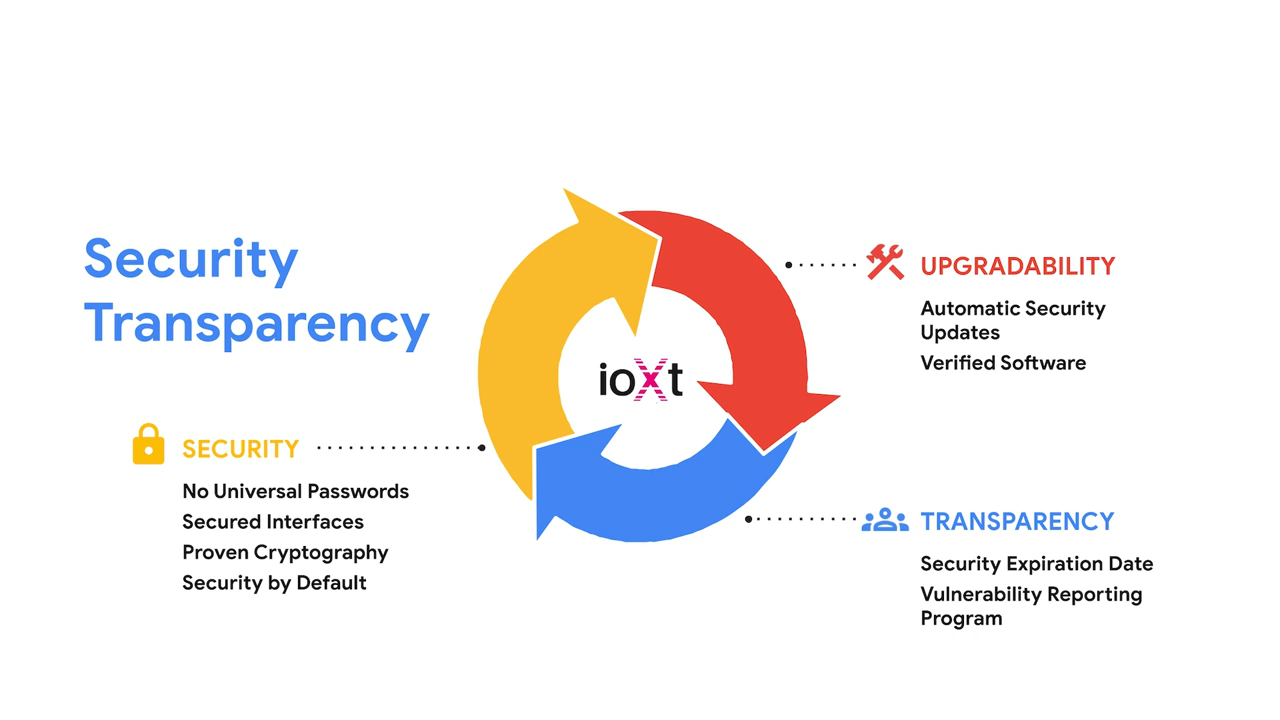 Security
Transparency
ioXt
UPGRADABILITY
Automatic Security
Updates
Verified Software
SECURITY
No Universal Passwords
Secured Interfaces
Proven Cryptography
Security by Default
TRANSPARENCY
Security Expiration Date
Vulnerability Reporting
Program